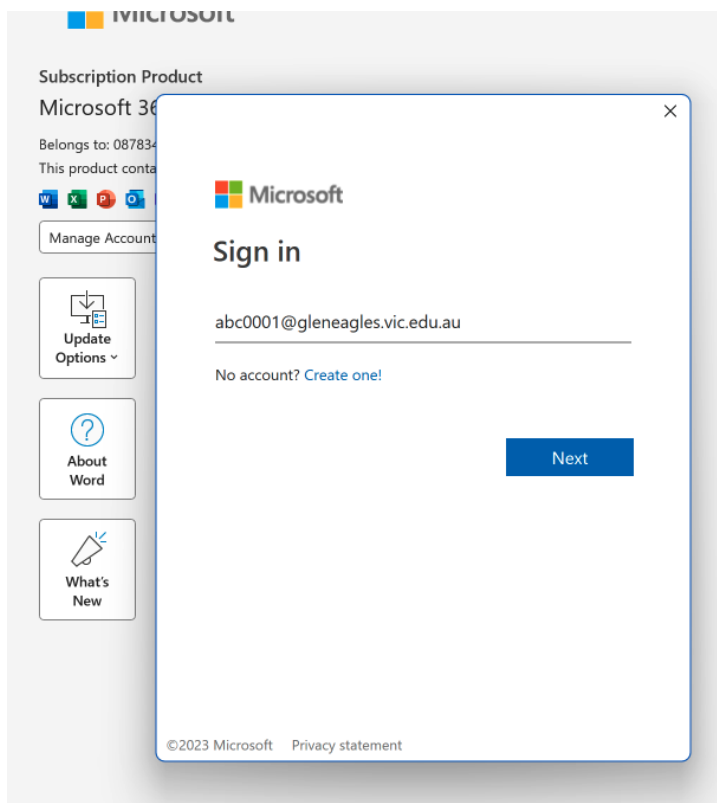 Microsoft
Subscription Product
Microsoft 36
Belongs to: 08783
This product conta
Manage Account
Update
Options
About
Word
What's
New
Microsoft
Sign in
abc0001@gleneagles.vic.edu.au
No account? Create one!
Next
©2023 Microsoft Privacy statement